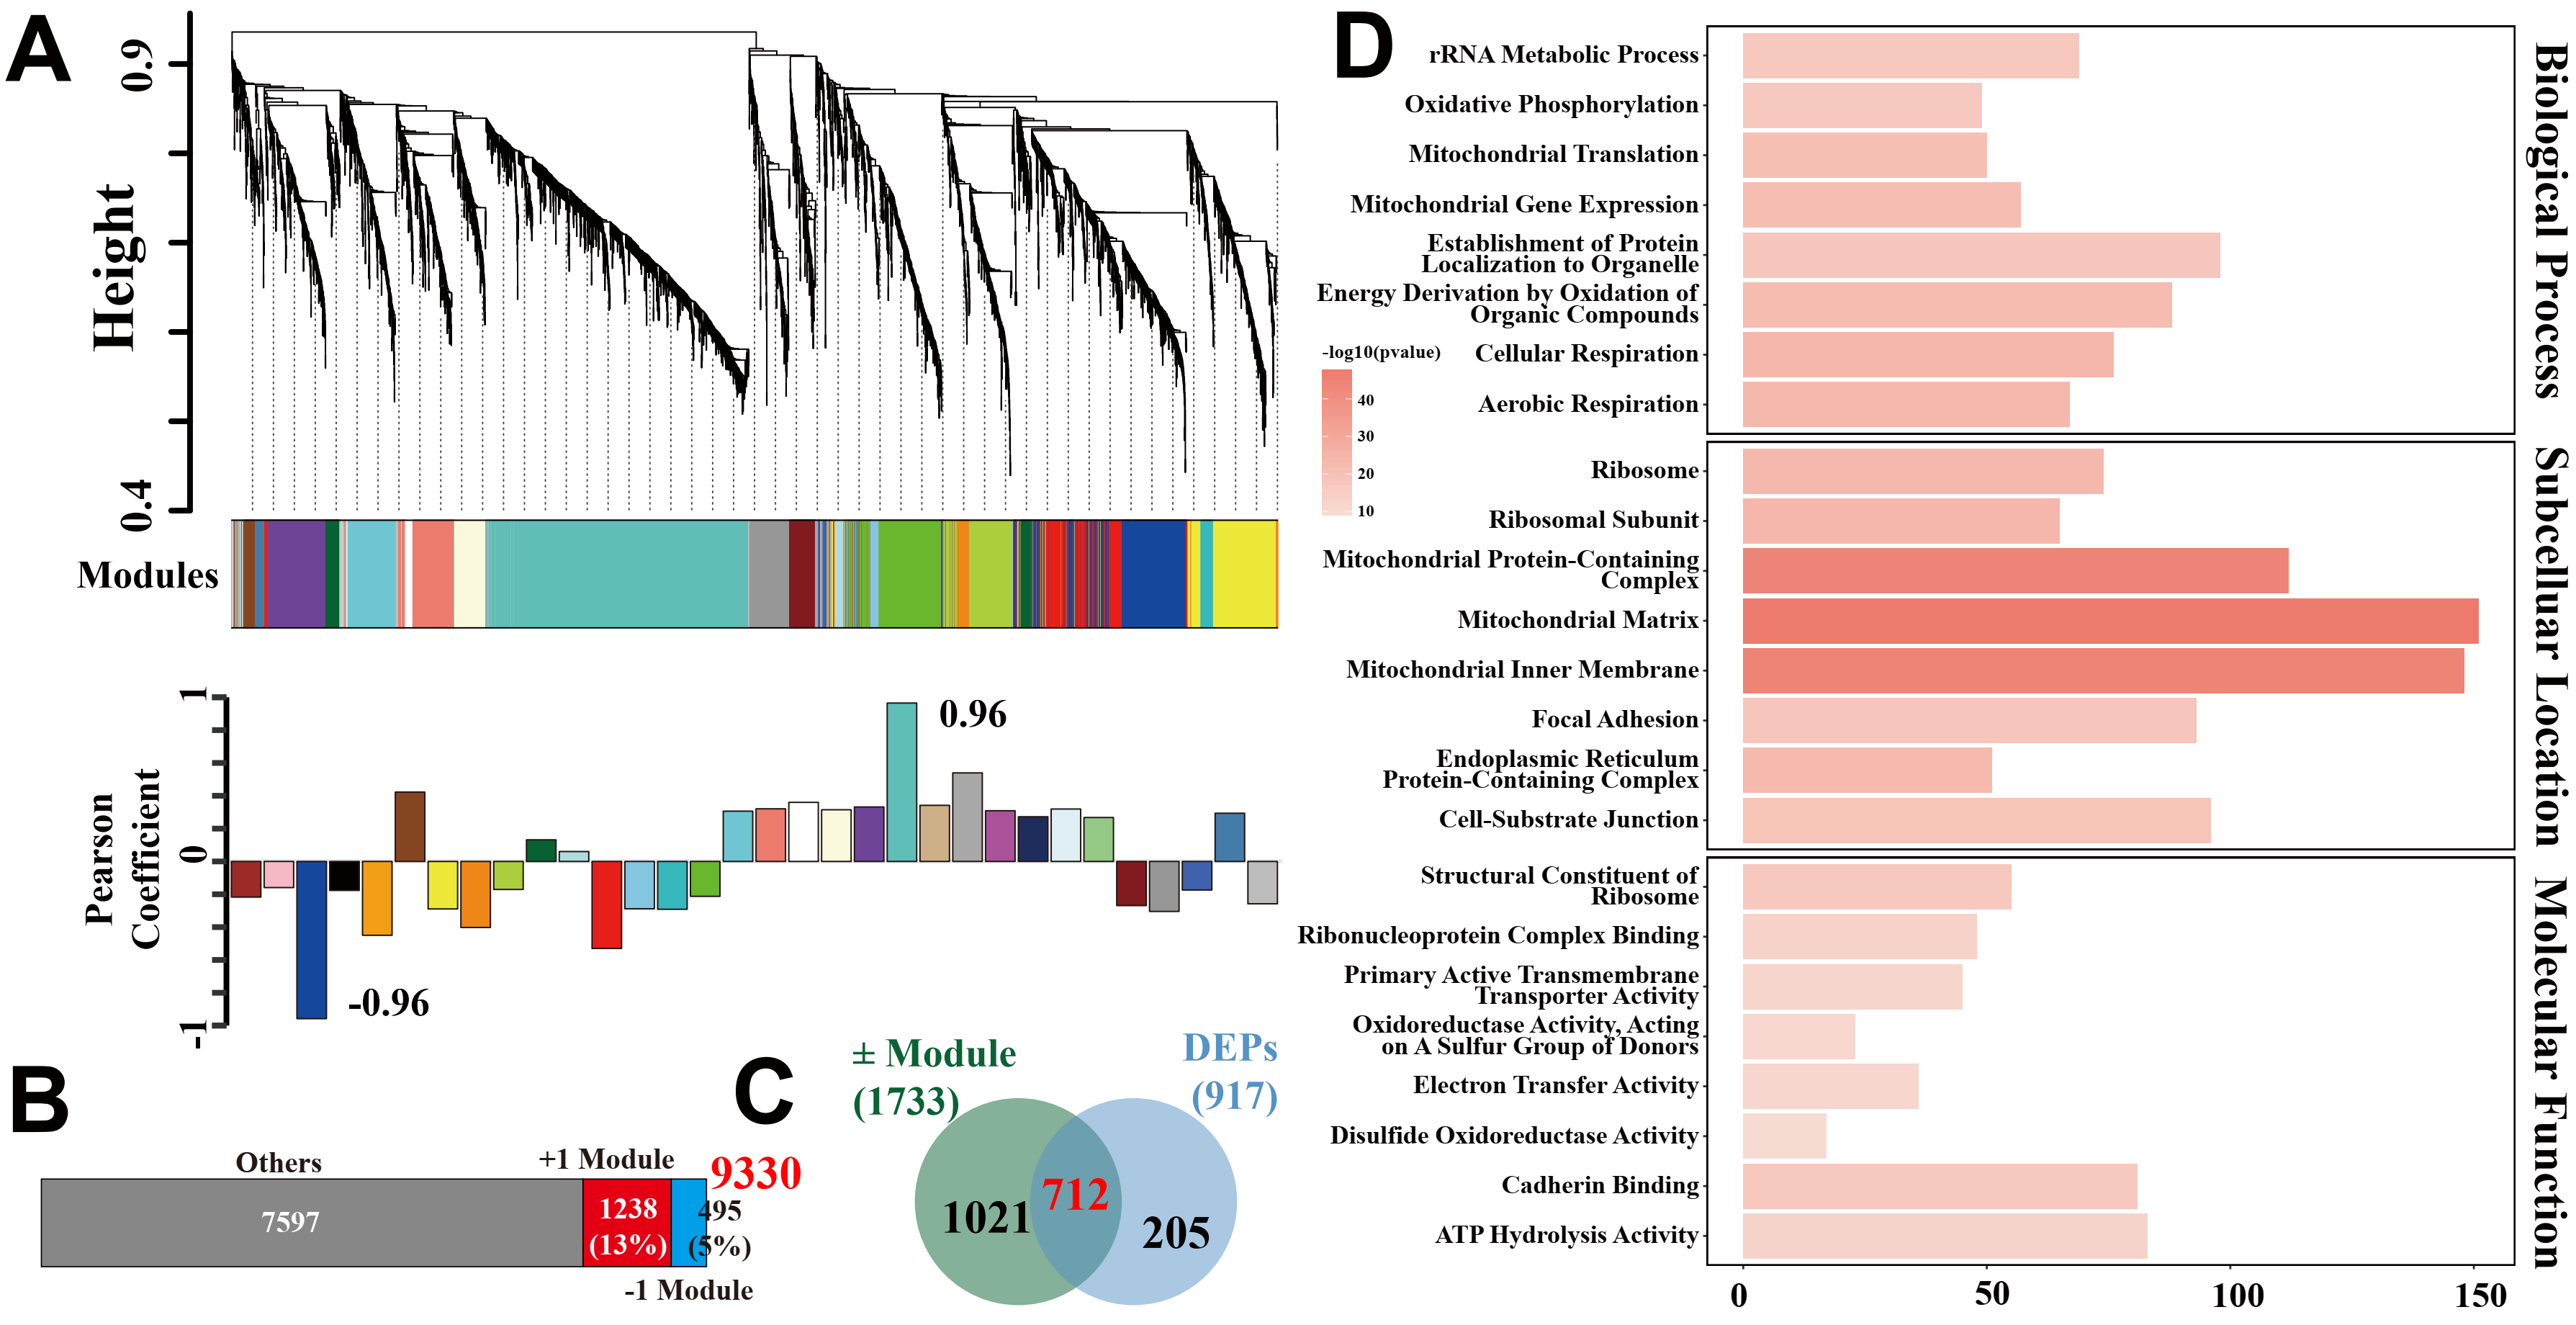 A
0.9
Height
0.4
Modules
1
0
-1
Pearson
Coefficient
0.96
-0.96
B
Others
+1 Module
9330
7597
1238
(13%)
495
(5%)
-1 Module
C
± Module
(1733)
DEPs
(917)
1021
712
205
D
rRNA Metabolic Process
Oxidative Phosphorylation
Mitochondrial Translation
Mitochondrial Gene Expression
Establishment of Protein
Localization to Organelle
Energy Derivation by Oxidation of
Organic Compounds
Cellular Respiration
Aerobic Respiration
Biological Process
-log10(pvalue)
40
30
20
10
Ribosome
Ribosomal Subunit
Mitochondrial Protein-Containing
Complex
Mitochondrial Matrix
Mitochondrial Inner Membrane
Focal Adhesion
Endoplasmic Reticulum
Protein-Containing Complex
Cell-Substrate Junction
Subcelluar Location
Structural Constituent of
Ribosome
Ribonucleoprotein Complex Binding
Primary Active Transmembrane
Transporter Activity
Oxidoreductase Activity, Acting
on A Sulfur Group of Donors
Electron Transfer Activity
Disulfide Oxidoreductase Activity
Cadherin Binding
ATP Hydrolysis Activity
Molecular Function
0
50
100
150